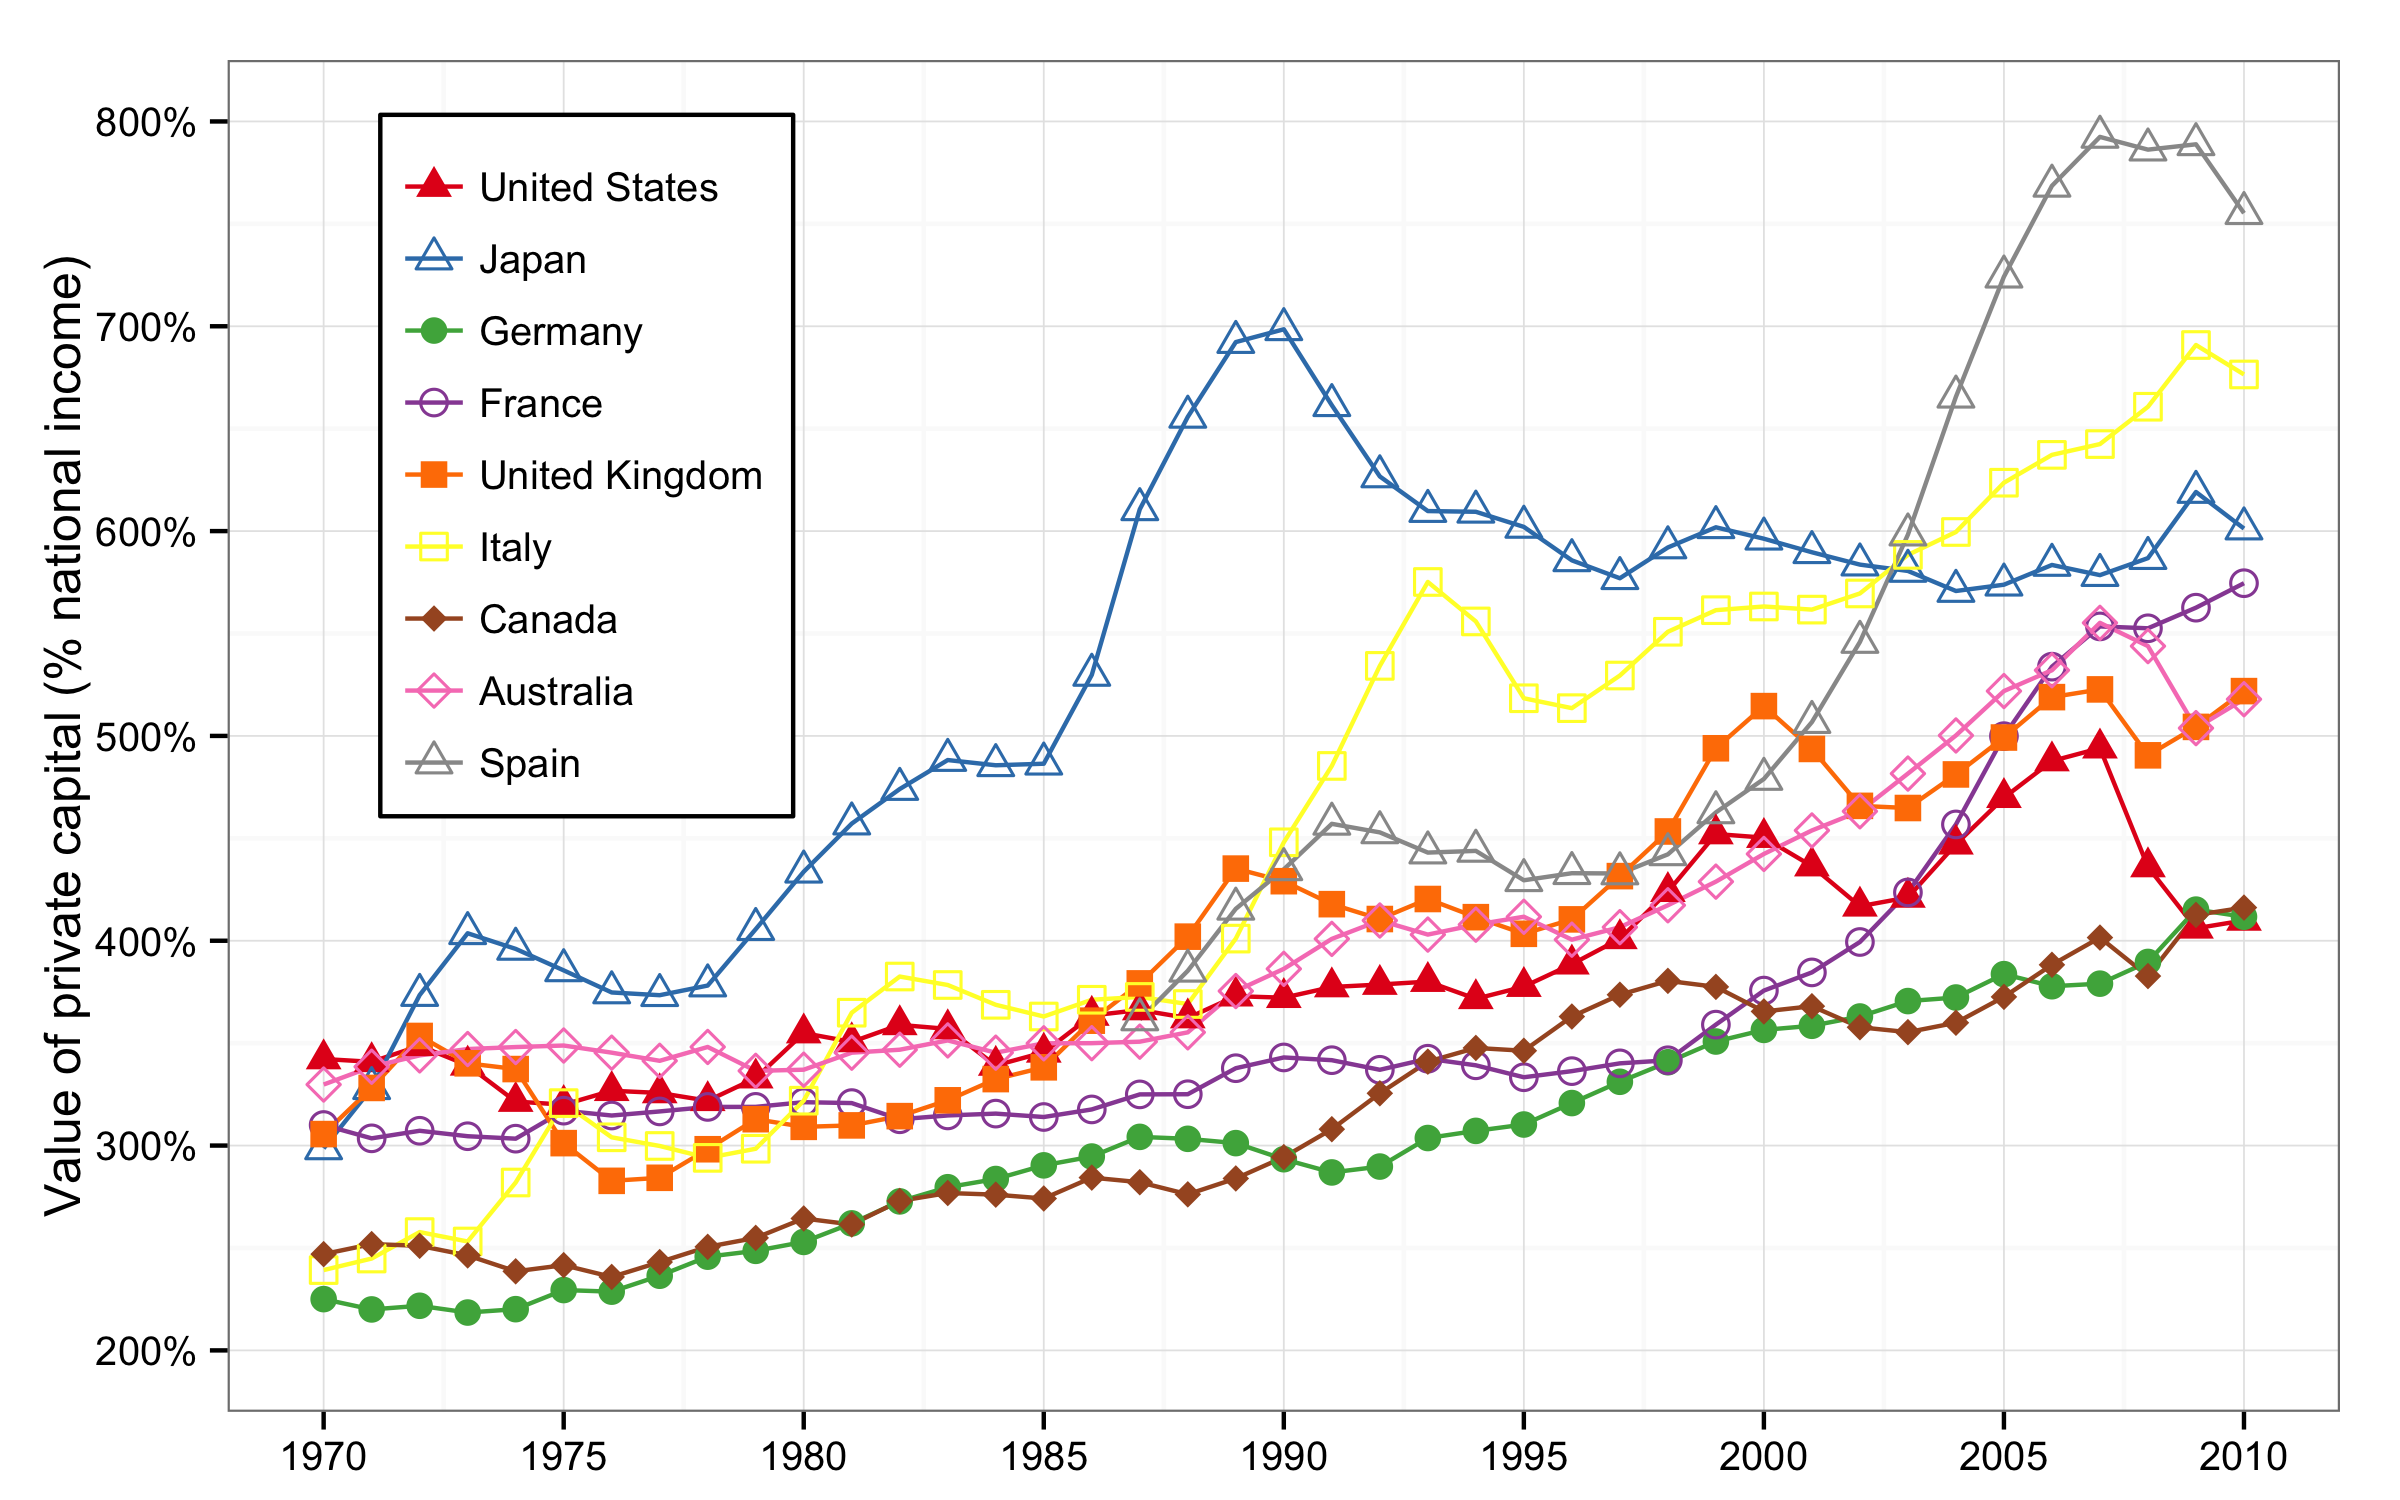 Value of private capital (% national income)
800%
700%
600%
500%
400%
300%
200%
United States
Japan
Germany
France
United Kingdom
Italy
Canada
Australia
Spain
1970 1975 1980 1985 1990 1995 2000 2005 2010